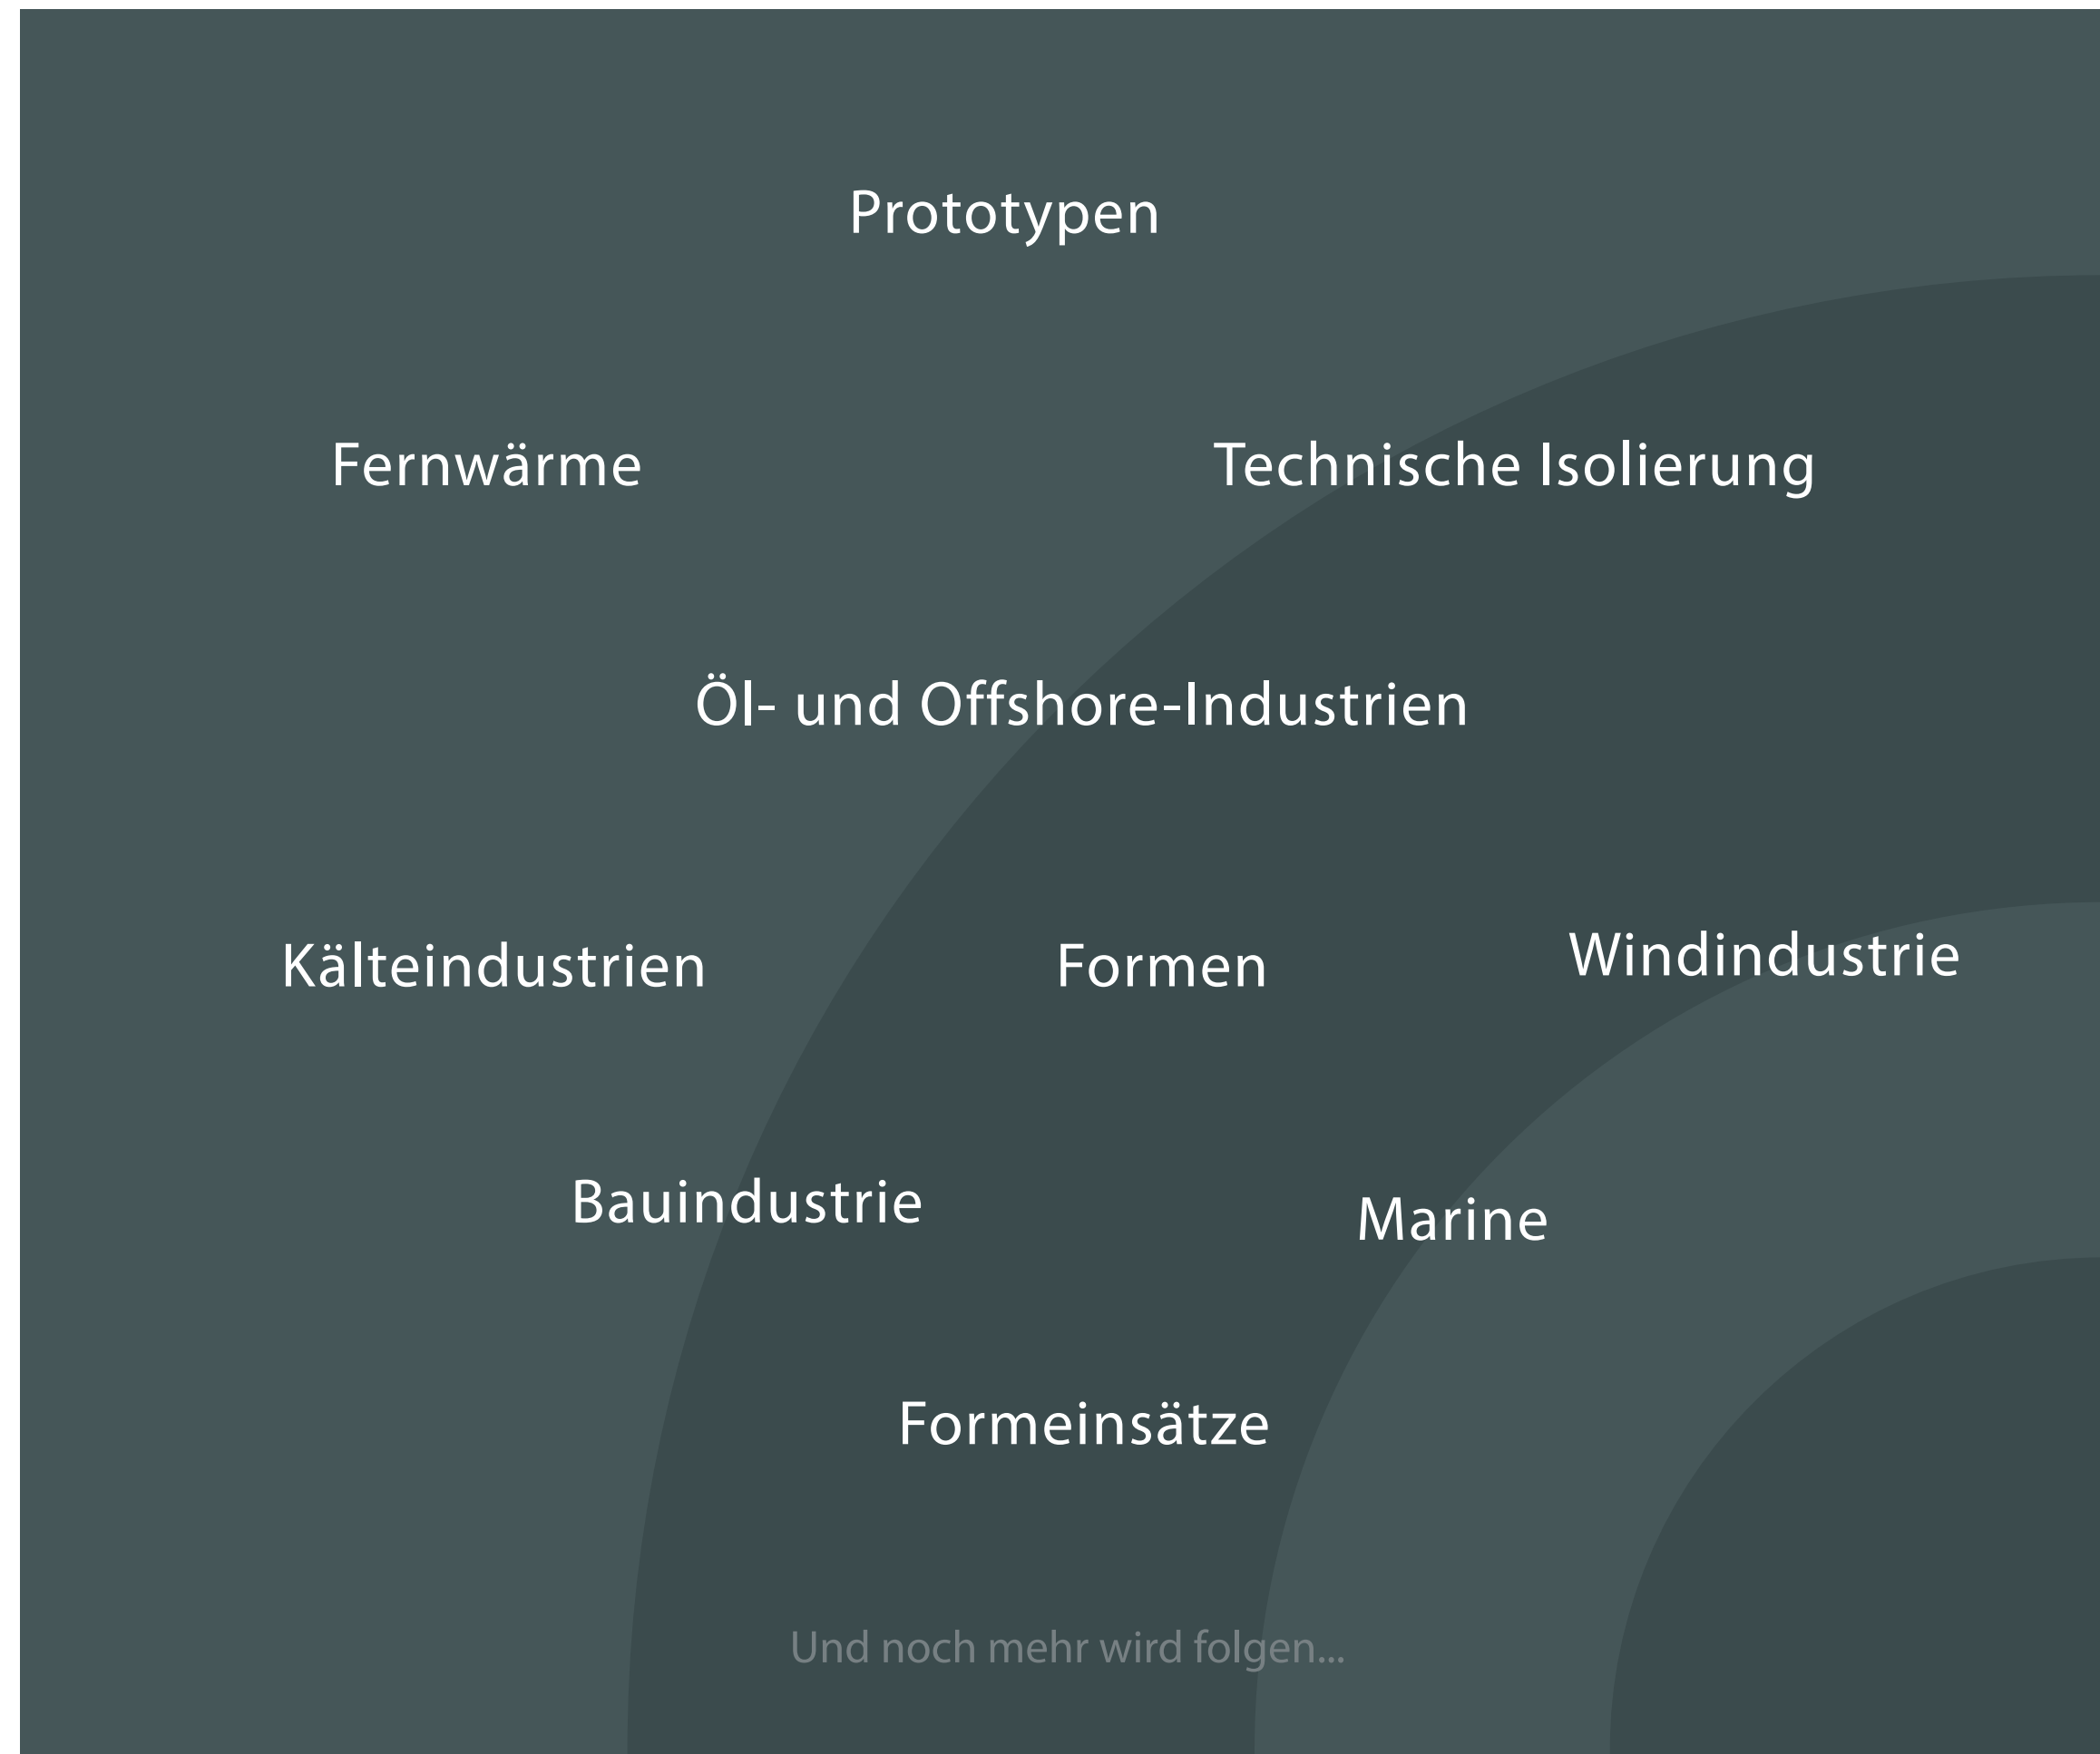 Prototypen
Fernwärme
Technische Isolierung
Öl- und Offshore-Industrien
Kälteindustrien
Formen
Windindustrie
Bauindustrie
Marine
Formeinsätze
Und noch mehr wird folgen...